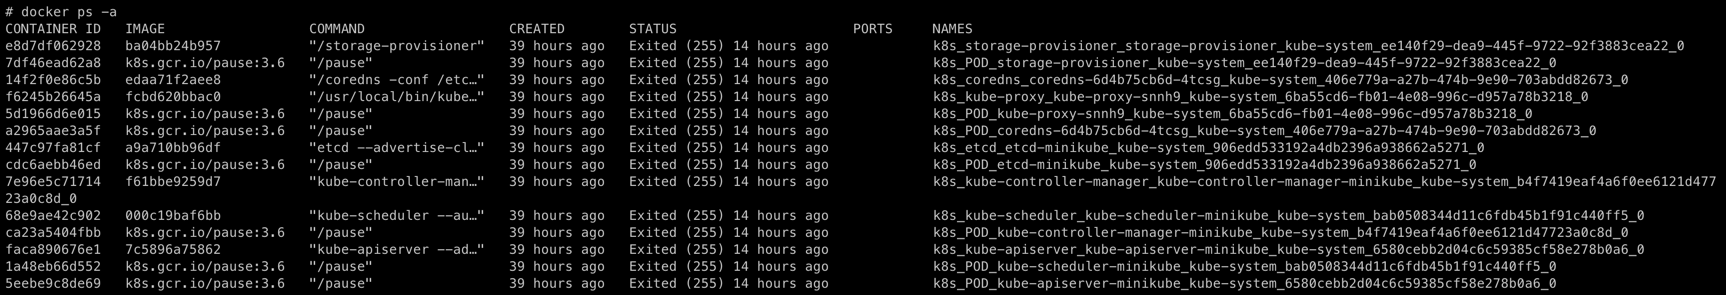 # docker ps -a
CONTAINER ID   IMAGE                  COMMAND                  CREATED        STATUS                      PORTS     NAMES
e8d7df062928   ba04bb24b957           "/storage-provisioner"   39 hours ago   Exited (255) 14 hours ago             k8s_storage-provisioner_storage-provisioner_kube-system_ee140f29-dea9-445f-9722-92f3883cea22_0
7df46ead62a8   k8s.gcr.io/pause:3.6   "/pause"                 39 hours ago   Exited (255) 14 hours ago             k8s_POD_storage-provisioner_kube-system_ee140f29-dea9-445f-9722-92f3883cea22_0
14f2f0e86c5b   edaa71f2aee8           "/coredns -conf /etc…"   39 hours ago   Exited (255) 14 hours ago             k8s_coredns_coredns-6d4b75cb6d-4tcsg_kube-system_406e779a-a27b-474b-9e90-703abdd82673_0
f6245b26645a   fcbd620bbac0           "/usr/local/bin/kube…"   39 hours ago   Exited (255) 14 hours ago             k8s_kube-proxy_kube-proxy-snnh9_kube-system_6ba55cd6-fb01-4e08-996c-d957a78b3218_0
5d1966d6e015   k8s.gcr.io/pause:3.6   "/pause"                 39 hours ago   Exited (255) 14 hours ago             k8s_POD_kube-proxy-snnh9_kube-system_6ba55cd6-fb01-4e08-996c-d957a78b3218_0
a2965aae3a5f   k8s.gcr.io/pause:3.6   "/pause"                 39 hours ago   Exited (255) 14 hours ago             k8s_POD_coredns-6d4b75cb6d-4tcsg_kube-system_406e779a-a27b-474b-9e90-703abdd82673_0
447c97fa81cf   a9a710bb96df           "etcd --advertise-cl…"   39 hours ago   Exited (255) 14 hours ago             k8s_etcd_etcd-minikube_kube-system_906edd533192a4db2396a938662a5271_0
cdc6aebb46ed   k8s.gcr.io/pause:3.6   "/pause"                 39 hours ago   Exited (255) 14 hours ago             k8s_POD_etcd-minikube_kube-system_906edd533192a4db2396a938662a5271_0
7e96e5c71714   f61bbe9259d7           "kube-controller-man…"   39 hours ago   Exited (255) 14 hours ago             k8s_kube-controller-manager_kube-controller-manager-minikube_kube-system_b4f7419eaf4a6f0ee6121d477
23a0c8d_0
68e9ae42c902   000c19baf6bb           "kube-scheduler --au…"   39 hours ago   Exited (255) 14 hours ago             k8s_kube-scheduler_kube-scheduler-minikube_kube-system_bab0508344d11c6fdb45b1f91c440ff5_0
ca23a5404fbb   k8s.gcr.io/pause:3.6   "/pause"                 39 hours ago   Exited (255) 14 hours ago             k8s_POD_kube-controller-manager-minikube_kube-system_b4f7419eaf4a6f0ee6121d47723a0c8d_0
faca890676e1   7c5896a75862           "kube-apiserver --ad…"   39 hours ago   Exited (255) 14 hours ago             k8s_kube-apiserver_kube-apiserver-minikube_kube-system_6580cebb2d04c6c59385cf58e278b0a6_0
1a48eb66d552   k8s.gcr.io/pause:3.6   "/pause"                 39 hours ago   Exited (255) 14 hours ago             k8s_POD_kube-scheduler-minikube_kube-system_bab0508344d11c6fdb45b1f91c440ff5_0
5eebe9c8de69   k8s.gcr.io/pause:3.6   "/pause"                 39 hours ago   Exited (255) 14 hours ago             k8s_POD_kube-apiserver-minikube_kube-system_6580cebb2d04c6c59385cf58e278b0a6_0